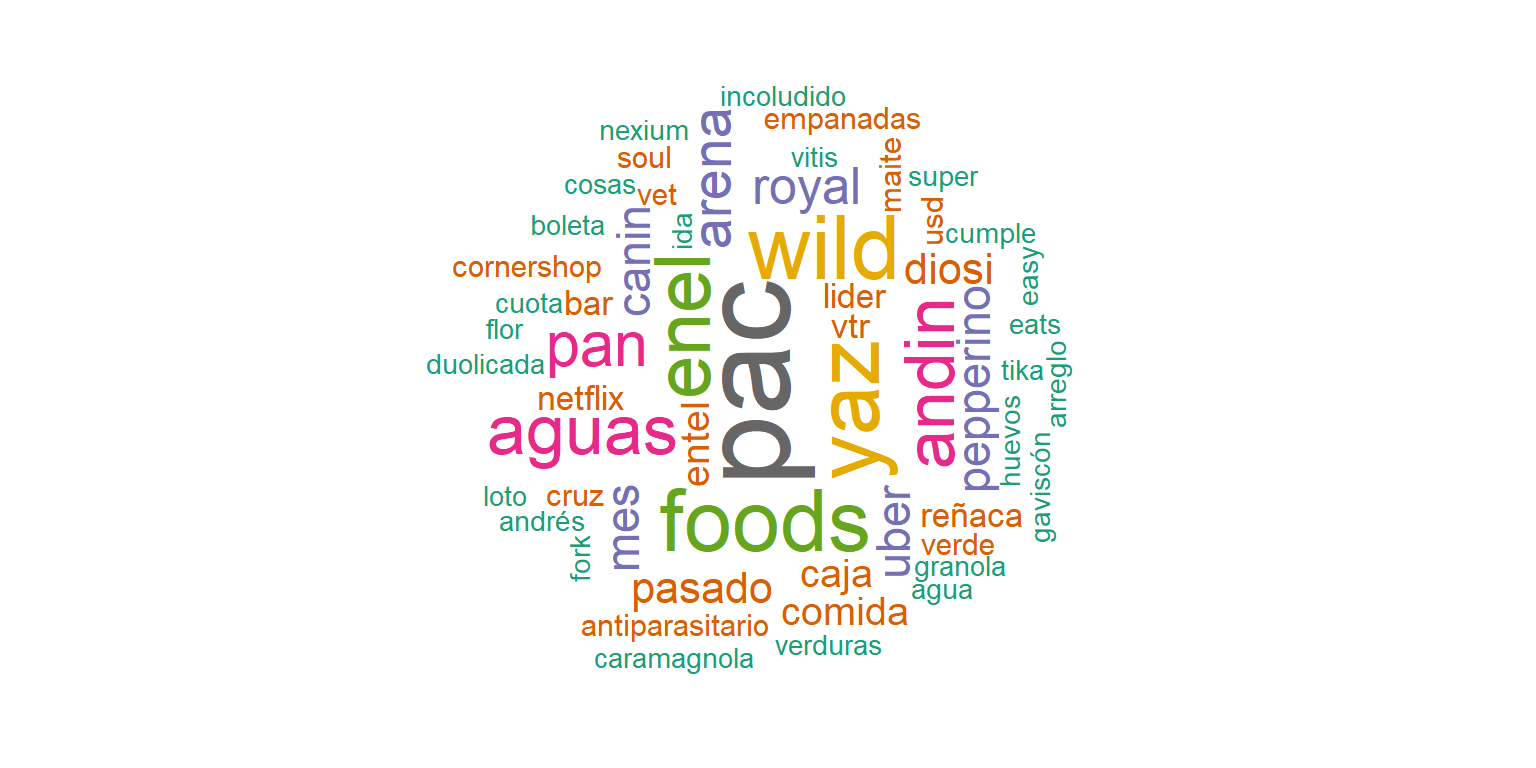 incoludido
empanadas
nexium
arena
soul
vitis
maite
cosas
vet
royal
super
boleta
canin
ida
wild
usd
cumple
cornershop
enel
diosi
easy
cuota
bar
pac
lider
andin
pepperino
flor
pan
vtr
eats
duolicada
yaz
tika
arreglo
netflix
aguas
entel
huevos
gaviscón
loto
cruz
mes
foods
uber
reñaca
andrés
verde
fork
granola
pasado
caja
agua
comida
antiparasitario
verduras
caramagnola